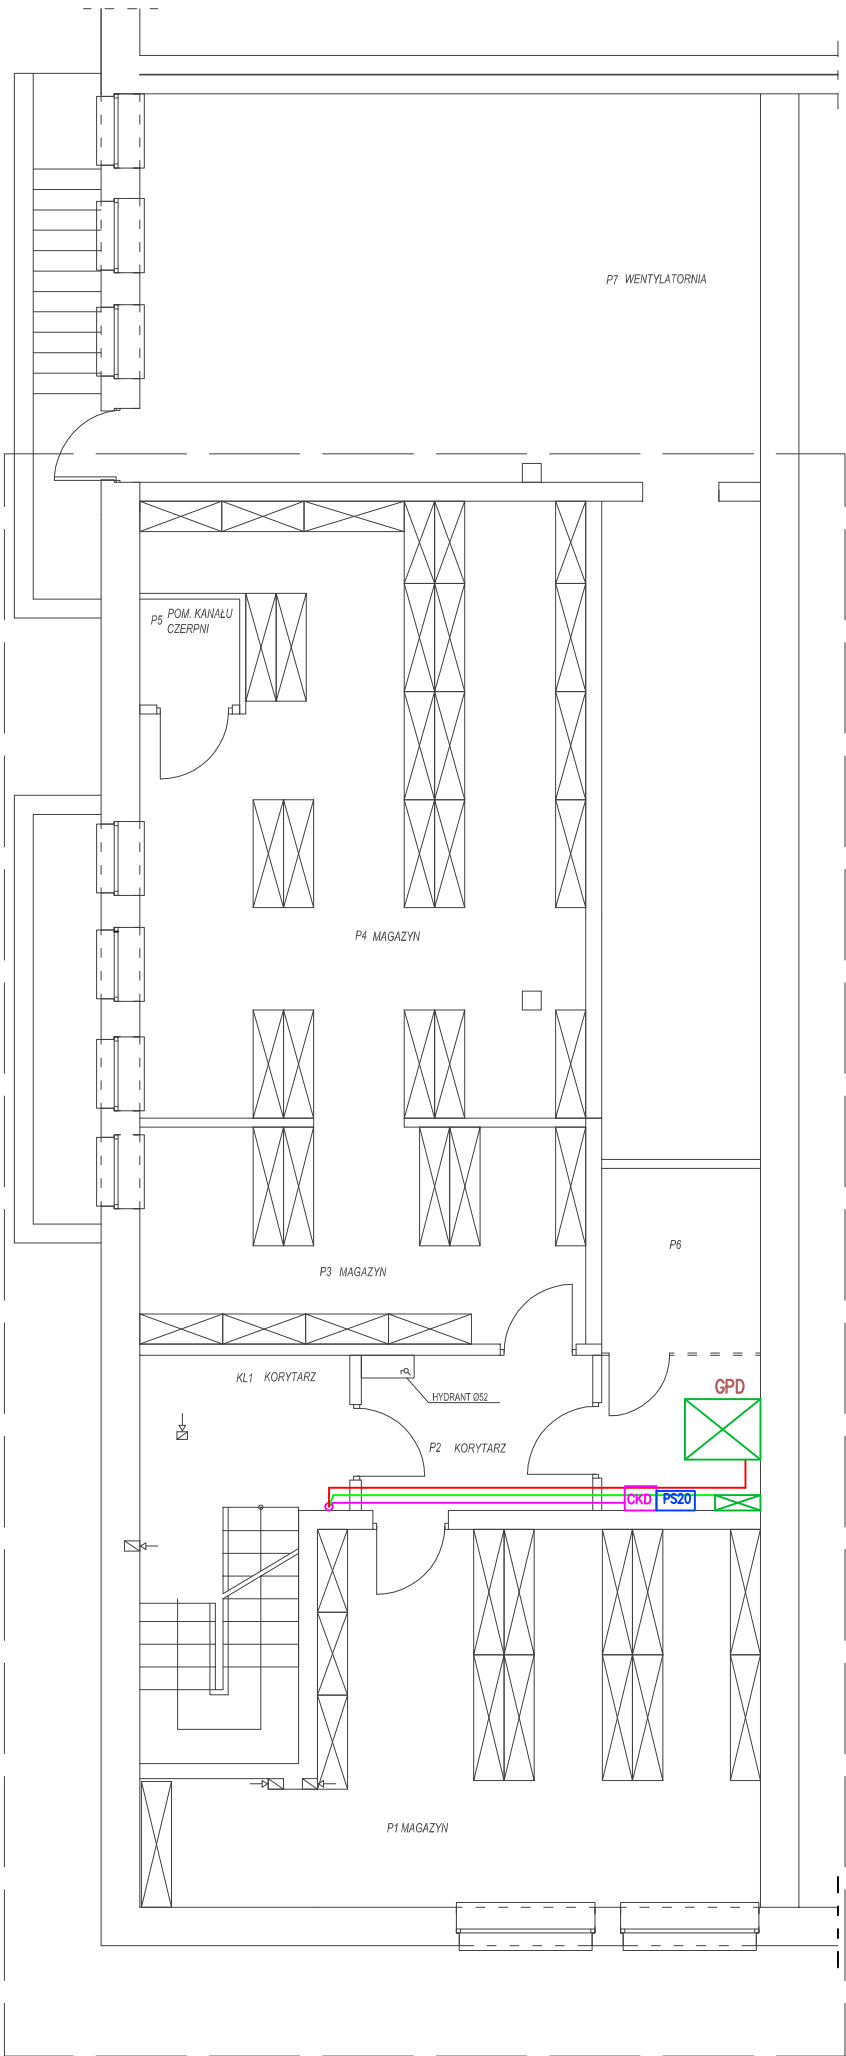 P7 WENTYLATORNIA
P5 POM. KANAŁU
CZERPNI
P4 MAGAZYN
P6
P3 MAGAZYN
KL1 KORYTARZ
GPD
HYDRANT Ø52
P2 KORYTARZ
CKD PS20
P1 MAGAZYN